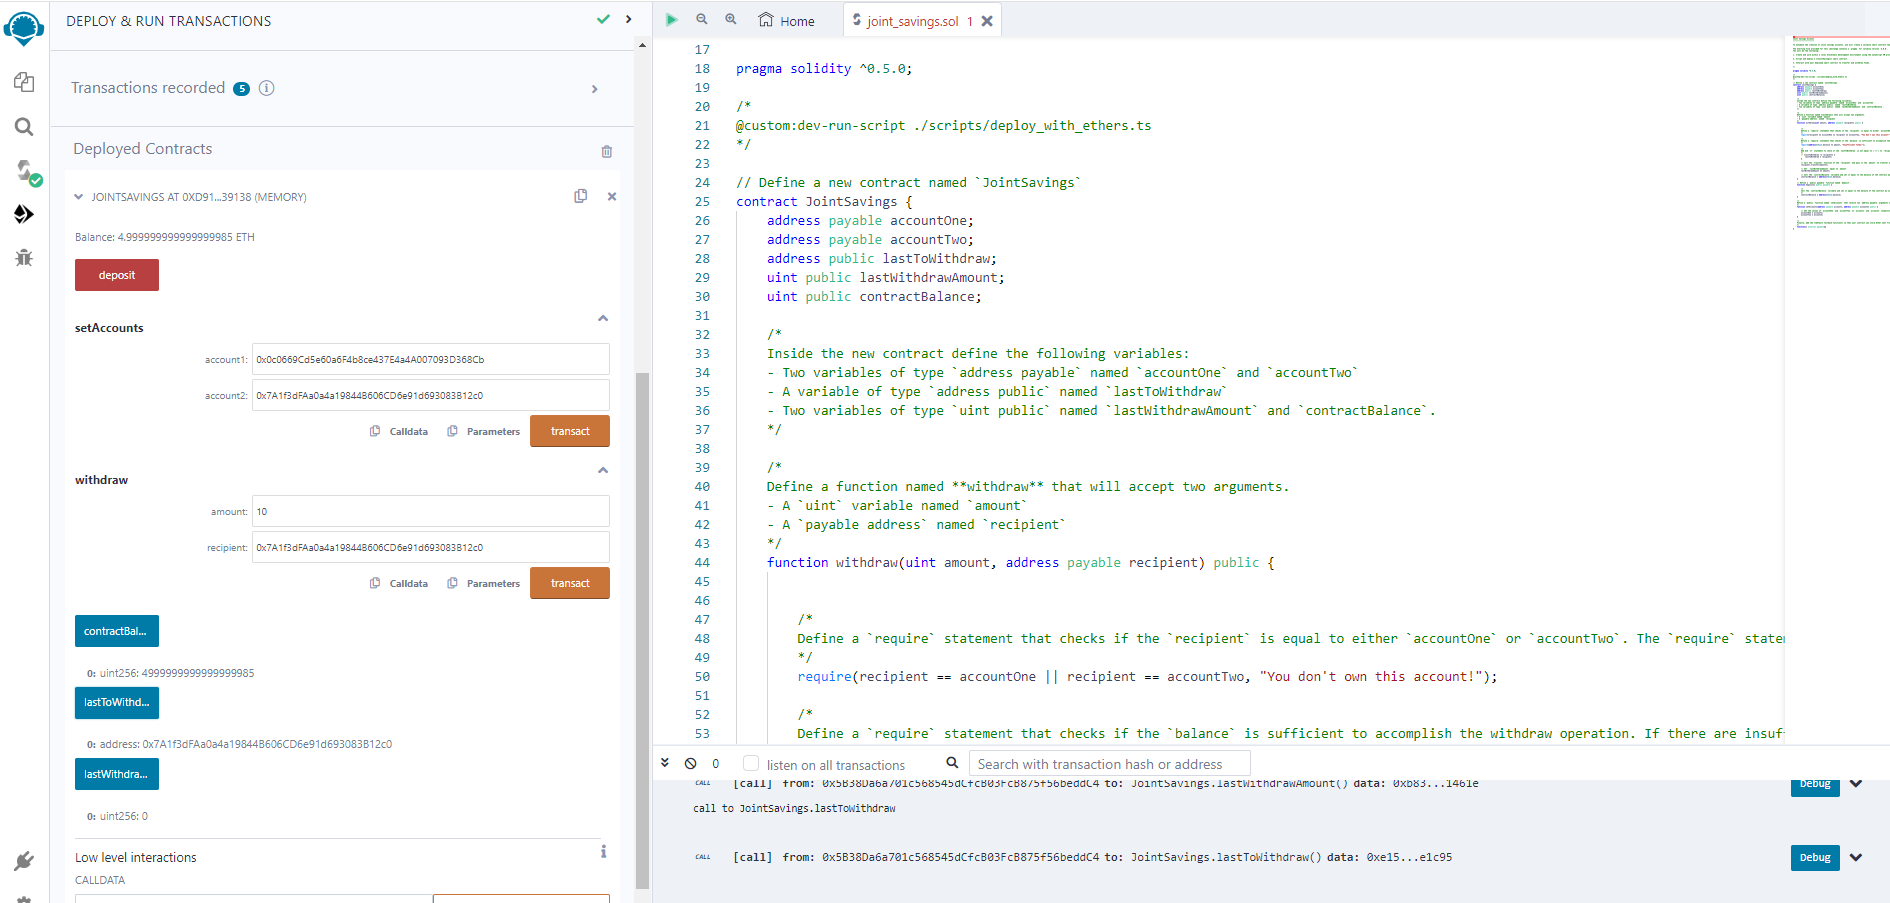 DEPLOY & RUN TRANSACTIONS
Transactions recorded 5
Deployed Contracts
JOINTSAVINGS AT 0XD91...39138 (MEMORY)
Balance: 4.999999999999999985 ETH
deposit
setAccounts
account1: 0x0c0669Cd5e60a6F4b8ce437E4a4A007093D368Cb
account2: 0x7A1f3dFAa0a4a19844B606CD6e91d693083B12c0
Calldata Parameters transact
withdraw
amount: 10
recipient: 0x7A1f3dFAa0a4a19844B606CD6e91d693083B12c0
Calldata Parameters transact
contractBal...
0: uint256: 4999999999999999985
lastToWithd...
0: address: 0x7A1f3dFAa0a4a19844B606CD6e91d693083B12c0
lastWithdra...
0: uint256: 0
Low level interactions
CALLDATA
Home joint_savings.sol 1
17
18 pragma solidity ^0.5.0;
19
20 /*
21 @custom:dev-run-script ./scripts/deploy_with_ethers.ts
22 */
23
24 // Define a new contract named `JointSavings`
25 contract JointSavings {
26 address payable accountOne;
27 address payable accountTwo;
28 address public lastToWithdraw;
29 uint public lastWithdrawAmount;
30 uint public contractBalance;
31
32 /*
33 Inside the new contract define the following variables:
34 - Two variables of type `address payable` named `accountOne` and `accountTwo`
35 - A variable of type `address public` named `lastToWithdraw`
36 - Two variables of type `uint public` named `lastWithdrawAmount` and `contractBalance`.
37 */
38
39 /*
40 Define a function named **withdraw** that will accept two arguments.
41 - A `uint` variable named `amount`
42 - A `payable address` named `recipient`
43 */
44 function withdraw(uint amount, address payable recipient) public {
45
46
47 /*
48 Define a `require` statement that checks if the `recipient` is equal to either `accountOne` or `accountTwo`. The `require` state
49 */
50 require(recipient == accountOne || recipient == accountTwo, "You don't own this account!");
51
52 /*
53 Define a `require` statement that checks if the `balance` is sufficient to accomplish the withdraw operation. If there are insuf
0 listen on all transactions Search with transaction hash or address
CALL [call] from: 0x5B38Da6a701c568545dCfcB03FcB875f56beddC4 to: JointSavings.lastWithdrawAmount() data: 0xb83...1461e Debug
call to JointSavings.lastToWithdraw
CALL [call] from: 0x5B38Da6a701c568545dCfcB03FcB875f56beddC4 to: JointSavings.lastToWithdraw() data: 0xe15...e1c95 Debug